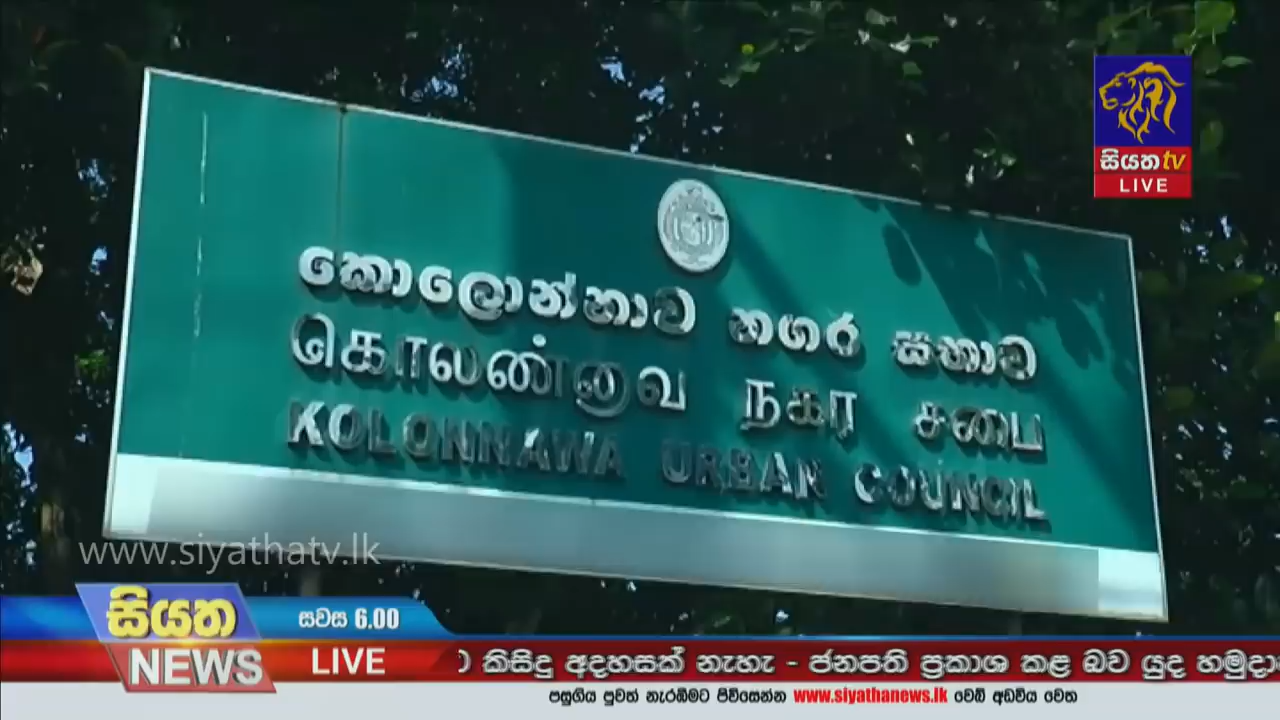 සියත tv
LIVE
කොලොන්නාව නගර සභාව
கொலண்னாவ நகர சபை
KOLONNAWA URBAN COUNCIL
www.siyathatv.lk
සියත
සවස 6.00
NEWS
LIVE
කිසිදු අදහසක් නැහැ - ජනපති ප්‍රකාශ කළ බව යුද හමුදා
පසුගිය පුවත් නැරඹීමට පිවිසෙන්න www.siyathanews.lk වෙබ් අඩවිය වෙත